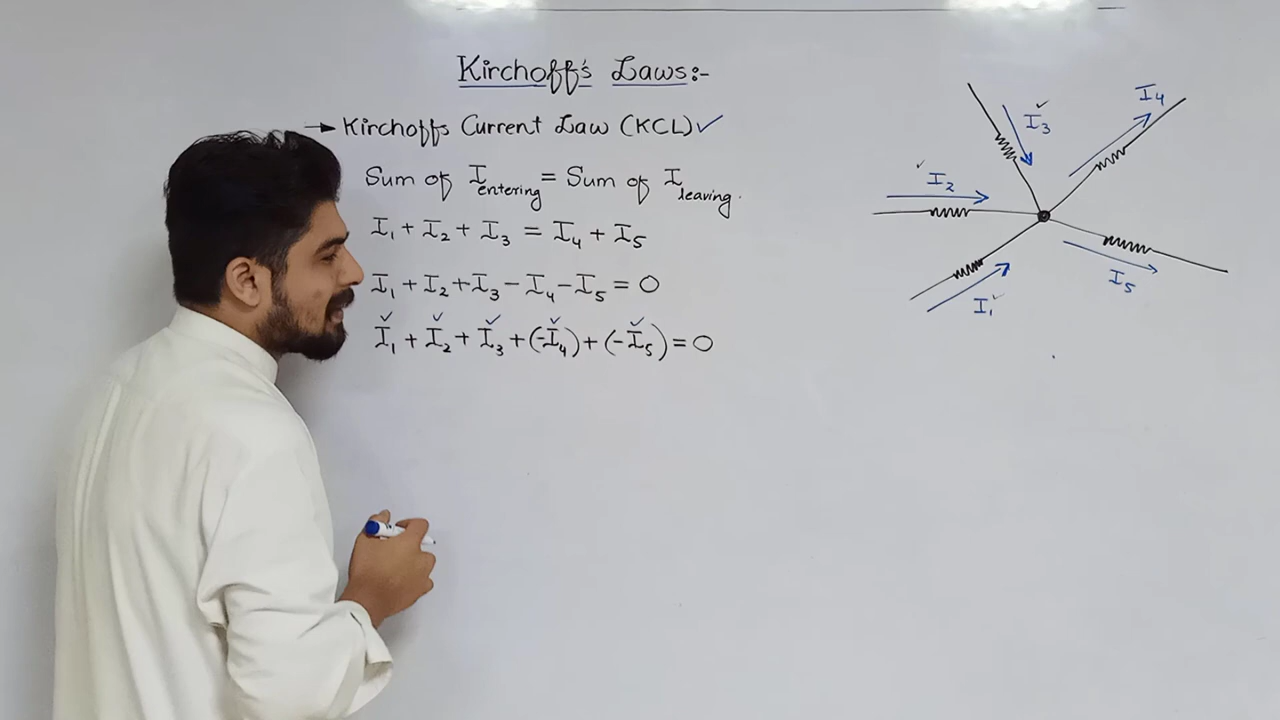 Kirchoff's Laws:-
→ Kirchoffs Current Law (KCL) ✓
Sum of I entering = Sum of I leaving.
I₁ + I₂ + I₃ = I₄ + I₅
I₁ + I₂ + I₃ - I₄ - I₅ = 0
I₁ + I₂ + I₃ + (-I₄) + (-I₅) = 0
I₄
I₃
I₂
I₅
I₁